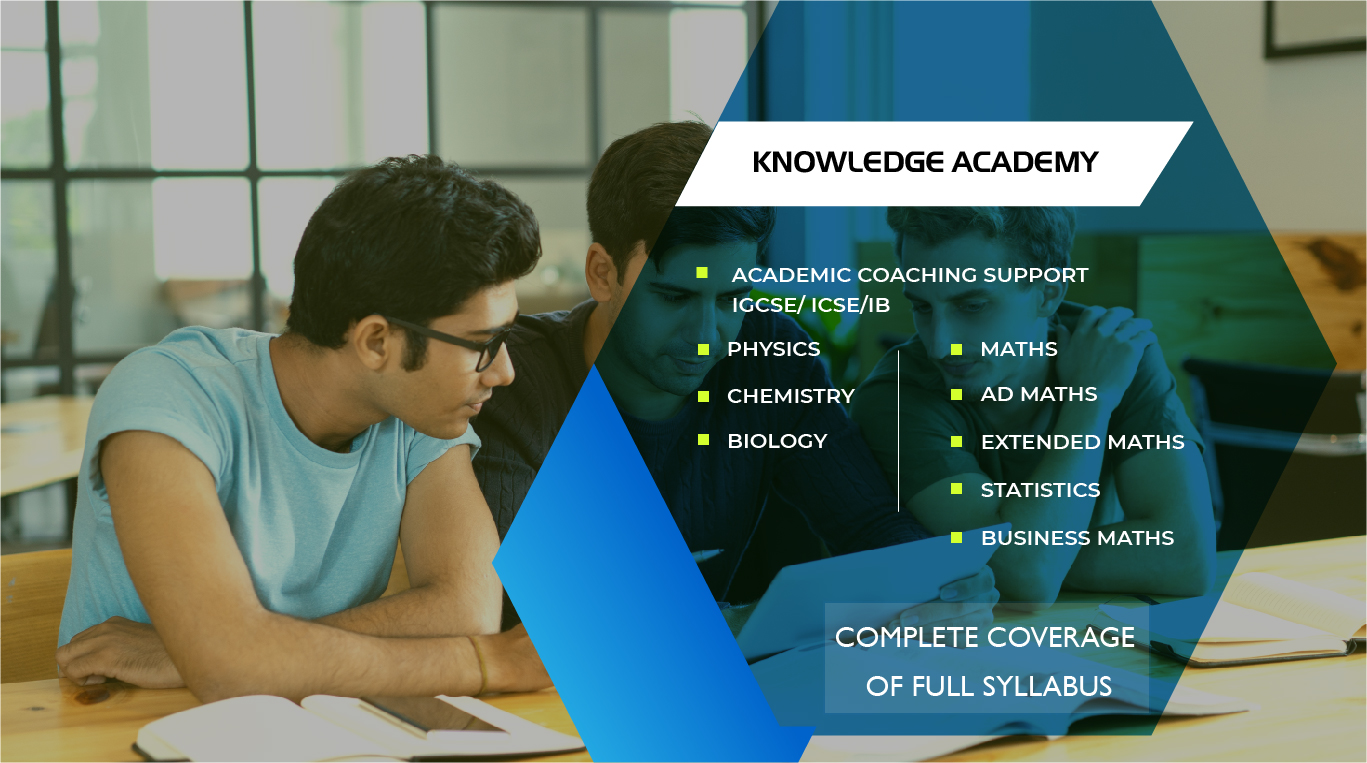 KNOWLEDGE ACADEMY
ACADEMIC COACHING SUPPORT
IGCSE/ ICSE/IB
PHYSICS
CHEMISTRY
BIOLOGY
MATHS
AD MATHS
EXTENDED MATHS
STATISTICS
BUSINESS MATHS
COMPLETE COVERAGE
OF FULL SYLLABUS